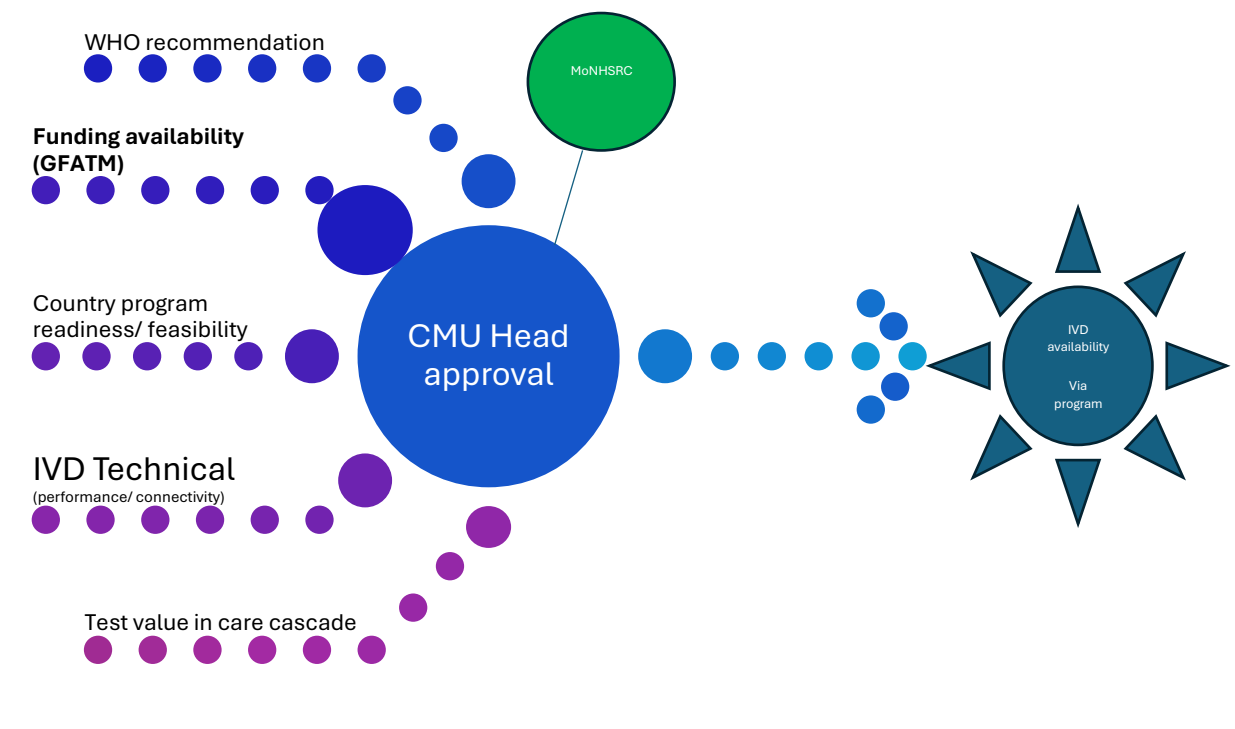 WHO recommendation
MoNHSRC
Funding availability
(GFATM)
Country program
readiness/ feasibility
CMU Head
approval
IVD
availability
Via
program
IVD Technical
(performance/ connectivity)
Test value in care cascade